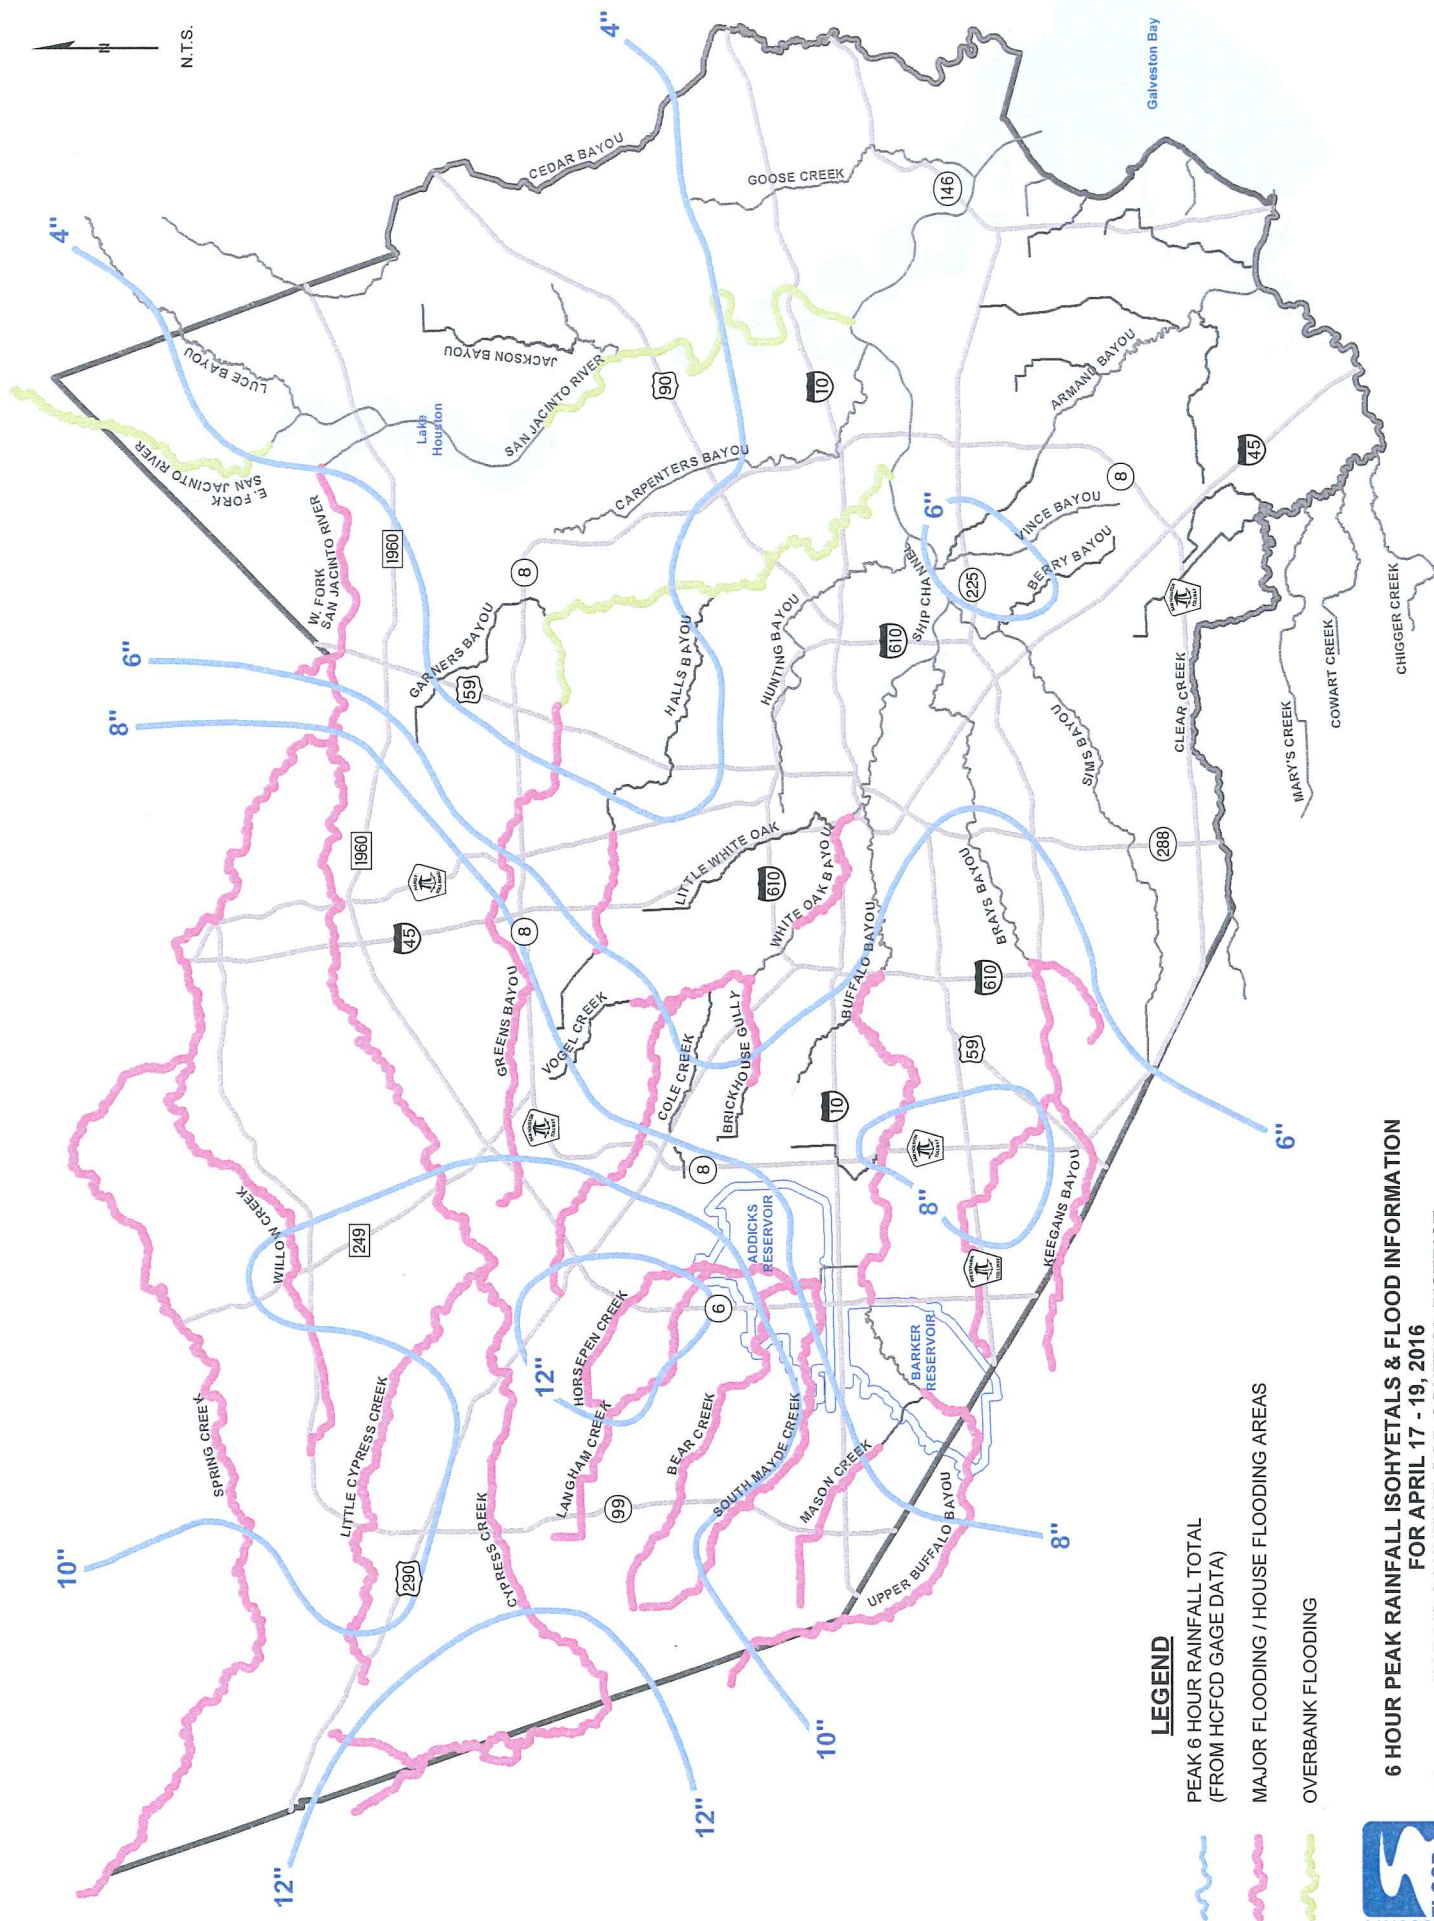 N
N.T.S.
4"
4"
6"
8"
10"
12"
CEDAR BAYOU
LUCE BAYOU
E. FORK
SAN JACINTO RIVER
W. FORK
SAN JACINTO RIVER
Lake
Houston
JACKSON BAYOU
SAN JACINTO RIVER
GOOSE CREEK
146
Galveston Bay
1960
1960
90
10
8
59
45
8
GARNERS BAYOU
CARPENTERS BAYOU
HALLS BAYOU
HUNTING BAYOU
SHIP CHANNEL
6"
225
VINCE BAYOU
BERRY BAYOU
ARMAND BAYOU
8
45
610
SPRING CREEK
WILLOW CREEK
249
LITTLE CYPRESS CREEK
290
CYPRESS CREEK
GREENS BAYOU
VOGEL CREEK
COLE CREEK
BRICKHOUSE GULLY
LITTLE WHITE OAK
WHITE OAK BAYOU
610
BUFFALO BAYOU
BRAYS BAYOU
SIMS BAYOU
CLEAR CREEK
288
MARY'S CREEK
COWART CREEK
CHIGGER CREEK
610
59
10
8
8"
KEEGANS BAYOU
ADDICKS
RESERVOIR
6
BARKER
RESERVOIR
12"
HORSEPEN CREEK
LANGHAM CREEK
BEAR CREEK
SOUTH MAYDE CREEK
MASON CREEK
99
UPPER BUFFALO BAYOU
6"
8"
10"
12"
LEGEND
PEAK 6 HOUR RAINFALL TOTAL
(FROM HCFCD GAGE DATA)
MAJOR FLOODING / HOUSE FLOODING AREAS
OVERBANK FLOODING
6 HOUR PEAK RAINFALL ISOHYETALS & FLOOD INFORMATION
FOR APRIL 17 - 19, 2016